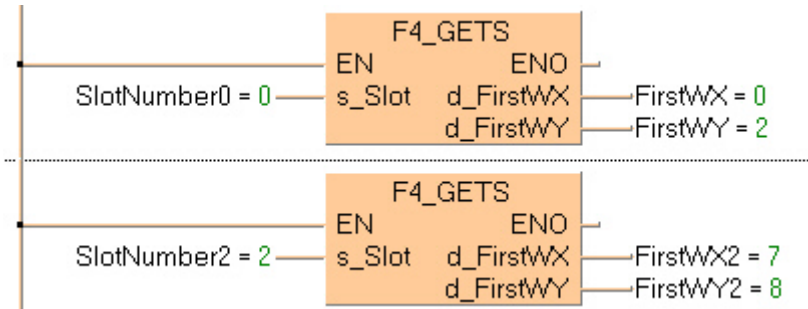 F4_GETS
EN ENO
SlotNumber0 = 0 s_Slot d_FirstWX FirstWX = 0
d_FirstWY FirstWY = 2
F4_GETS
EN ENO
SlotNumber2 = 2 s_Slot d_FirstWX FirstWX2 = 7
d_FirstWY FirstWY2 = 8